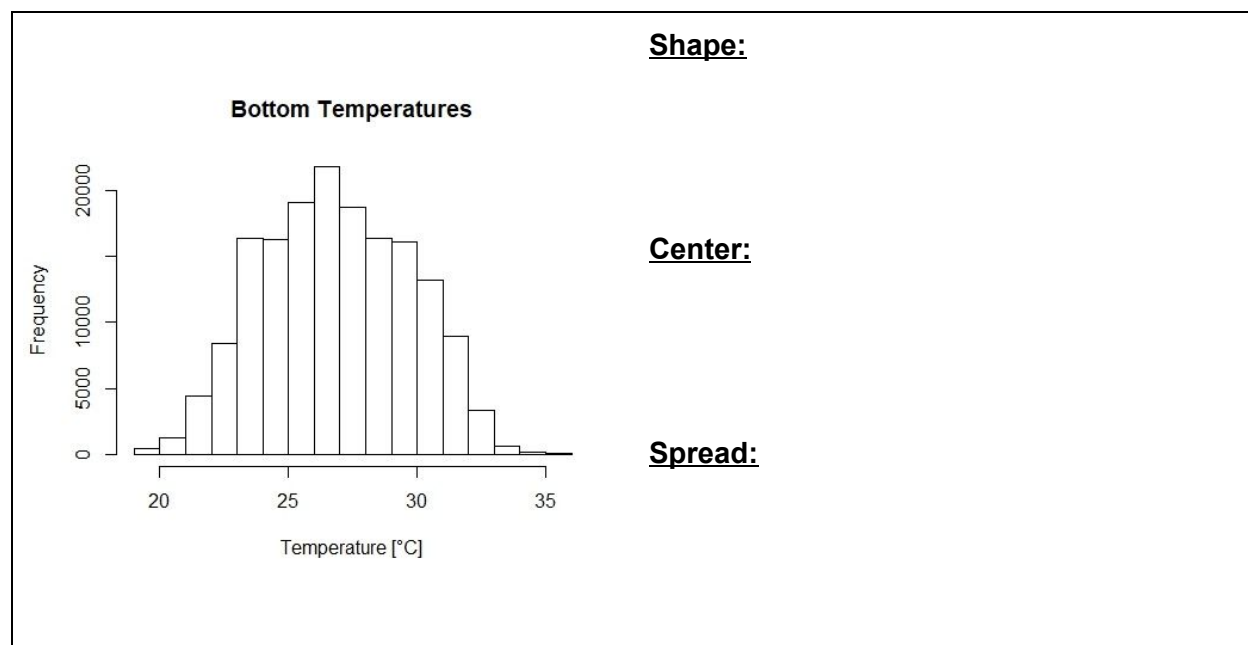 Shape:
Bottom Temperatures
20000
10000
5000
0
Frequency
20
25
30
35
Temperature [°C]
Center:
Spread: